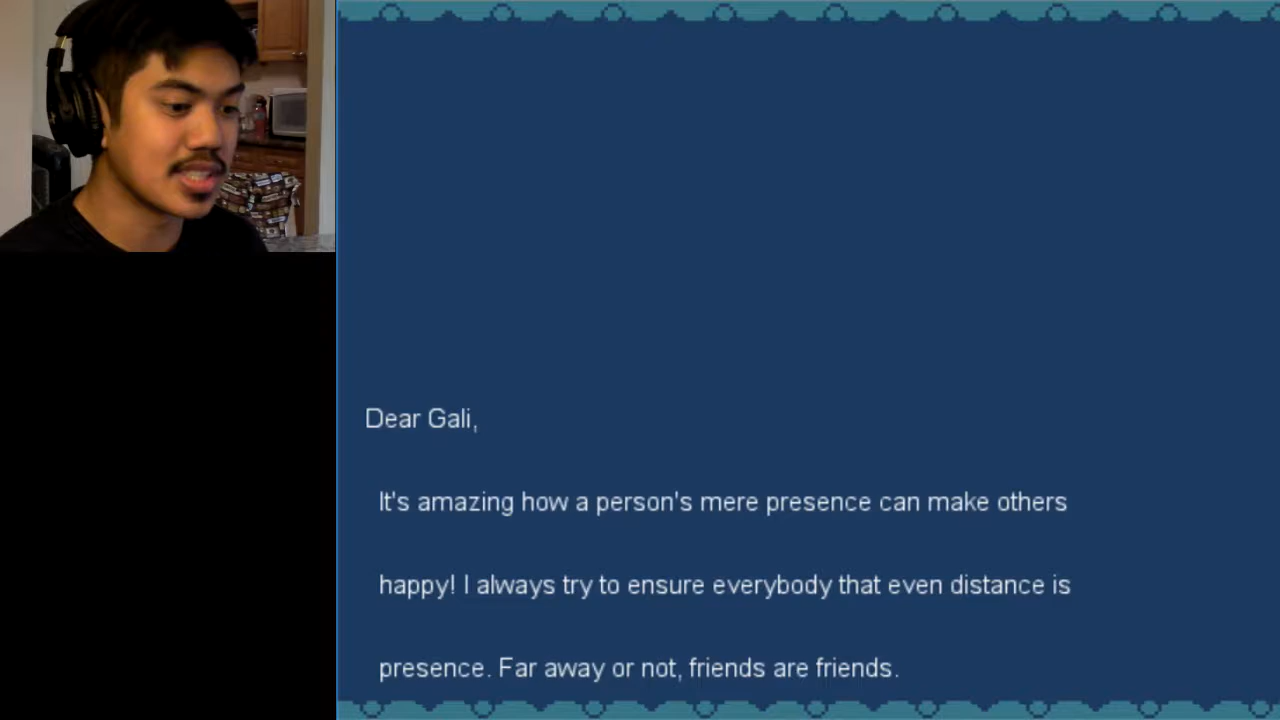 Dear Gali,
It's amazing how a person's mere presence can make others
happy! I always try to ensure everybody that even distance is
presence. Far away or not, friends are friends.